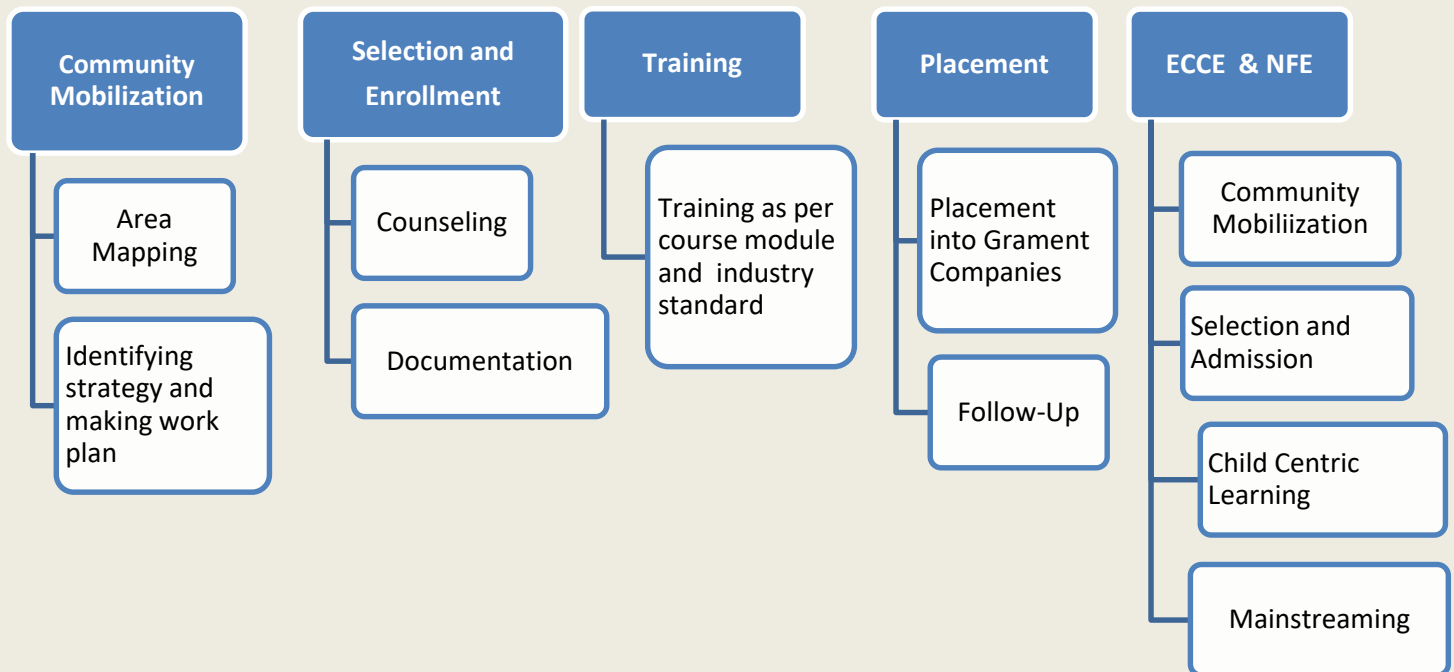 Community
Mobilization
Area
Mapping
Identifying
strategy and
making work
plan
Selection and
Enrollment
Counseling
Documentation
Training
Training as per
course module
and industry
standard
Placement
Placement
into Grament
Companies
Follow-Up
ECCE & NFE
Community
Mobiliization
Selection and
Admission
Child Centric
Learning
Mainstreaming